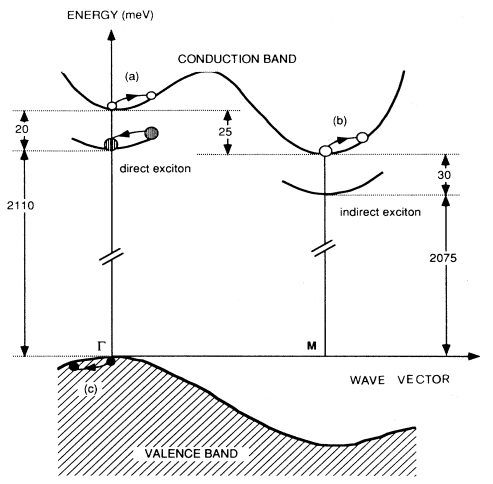 ENERGY (meV)
CONDUCTION BAND
(a)
(b)
20
25
direct exciton
30
indirect exciton
2110
2075
Γ
M
WAVE VECTOR
(c)
VALENCE BAND